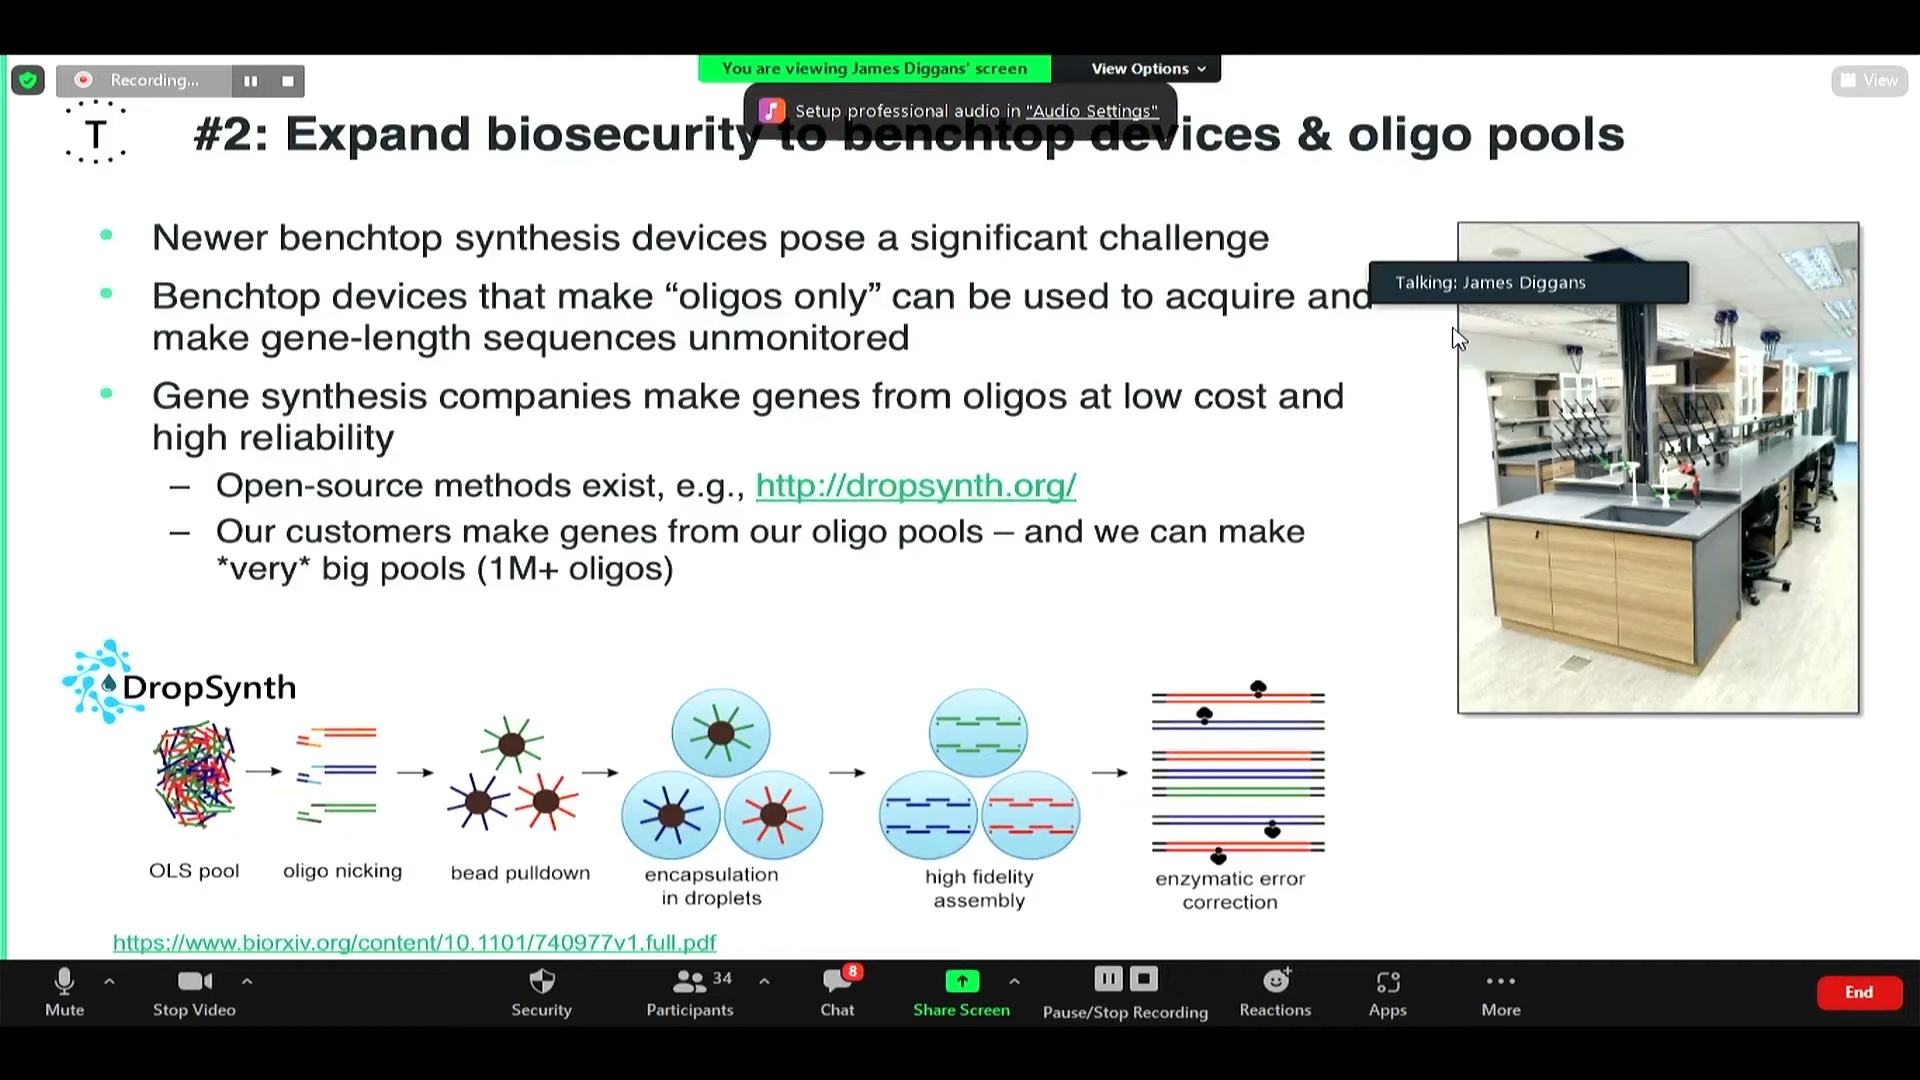 Recording...
You are viewing James Diggans' screen
View Options
View
Setup professional audio in "Audio Settings"
T
#2: Expand biosecurity to benchtop devices & oligo pools
Newer benchtop synthesis devices pose a significant challenge
Talking: James Diggans
Benchtop devices that make “oligos only” can be used to acquire and
make gene-length sequences unmonitored
Gene synthesis companies make genes from oligos at low cost and
high reliability
– Open-source methods exist, e.g., http://dropsynth.org/
– Our customers make genes from our oligo pools – and we can make
*very* big pools (1M+ oligos)
DropSynth
OLS pool
oligo nicking
bead pulldown
encapsulation
in droplets
high fidelity
assembly
enzymatic error
correction
https://www.biorxiv.org/content/10.1101/740977v1.full.pdf
Mute
Stop Video
Security
Participants
34
Chat
8
Share Screen
Pause/Stop Recording
Reactions
Apps
More
End